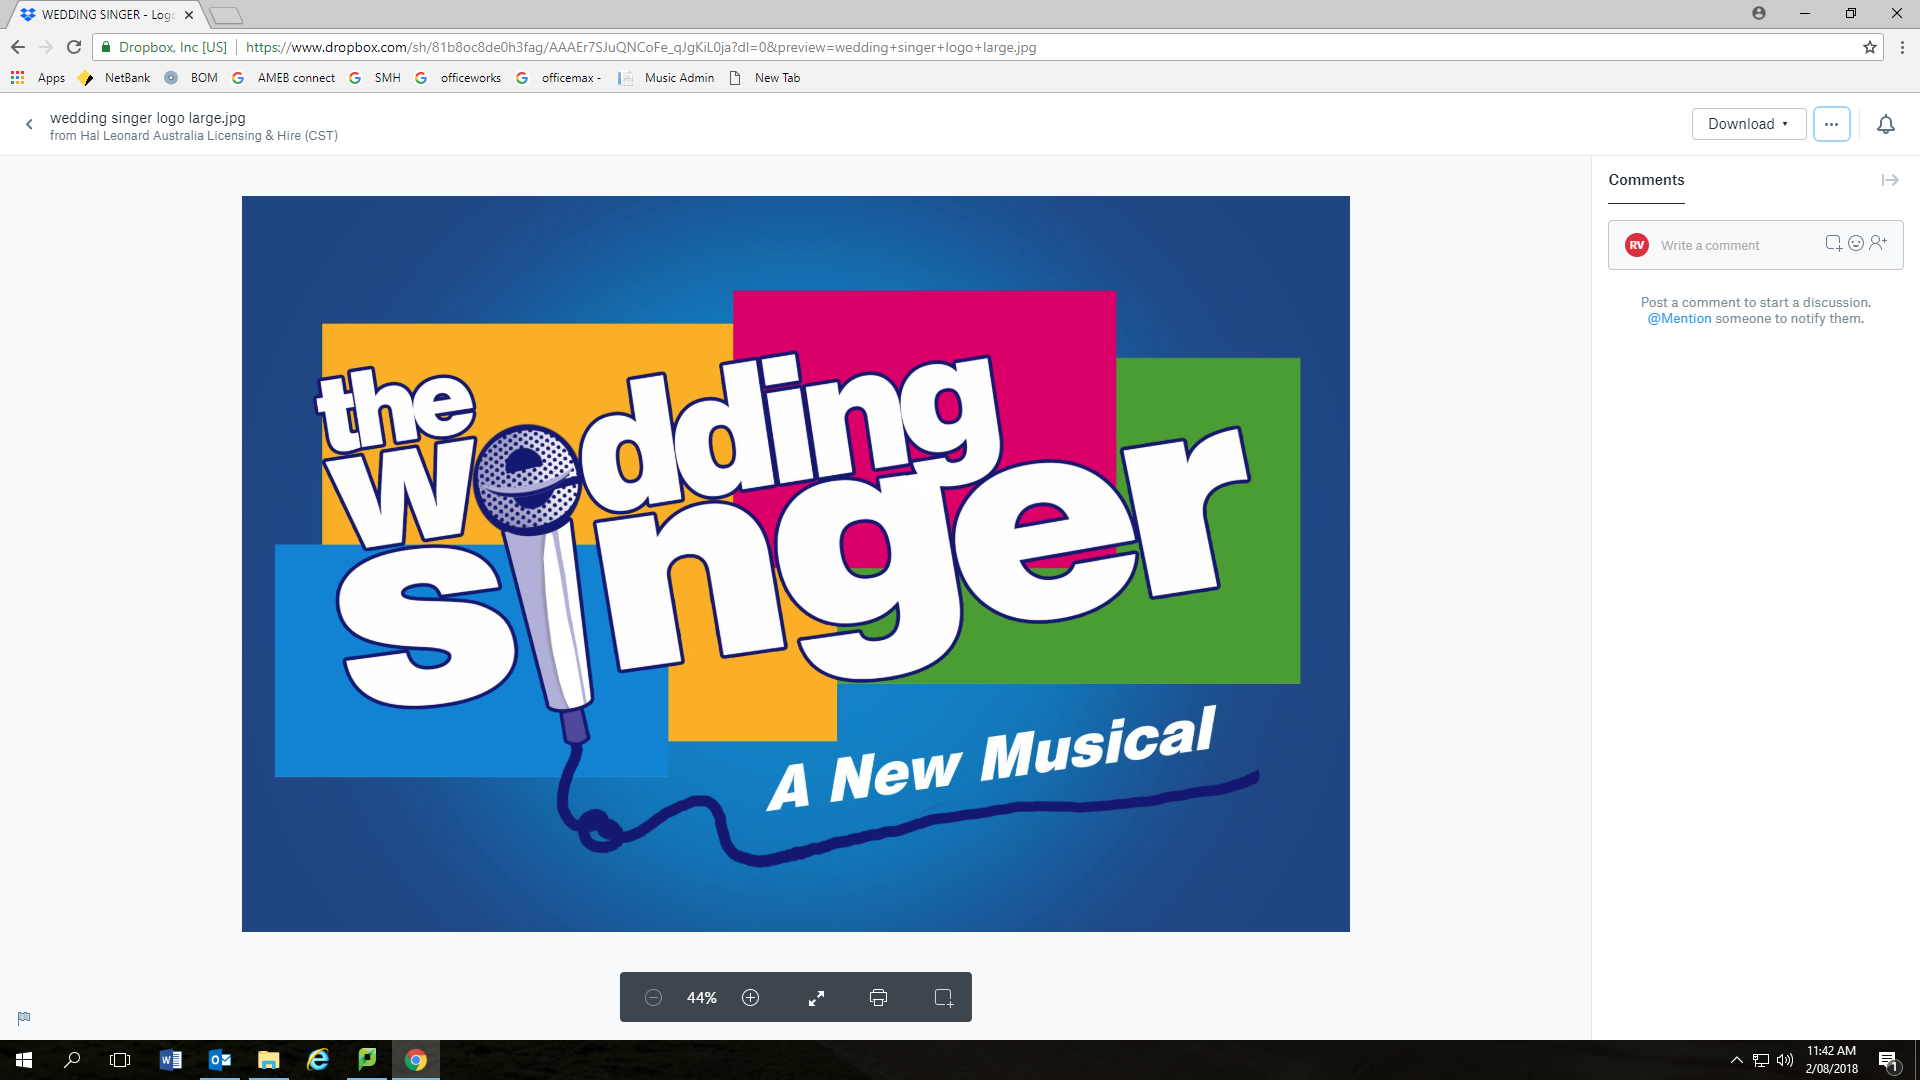 WEDDING SINGER - Logo
Dropbox, Inc [US]
https://www.dropbox.com/sh/81b8oc8de0h3fag/AAAEr7SJuQNCoFe_qJgKiL0ja?dl=0&preview=wedding+singer+logo+large.jpg
Apps NetBank BOM AMEB connect SMH officeworks officemax - Music Admin New Tab
wedding singer logo large.jpg
from Hal Leonard Australia Licensing & Hire (CST)
Download
the
wedding
singer
A New Musical
Comments
RV Write a comment
Post a comment to start a discussion.
@Mention someone to notify them.
44%
11:42 AM
2/08/2018
1